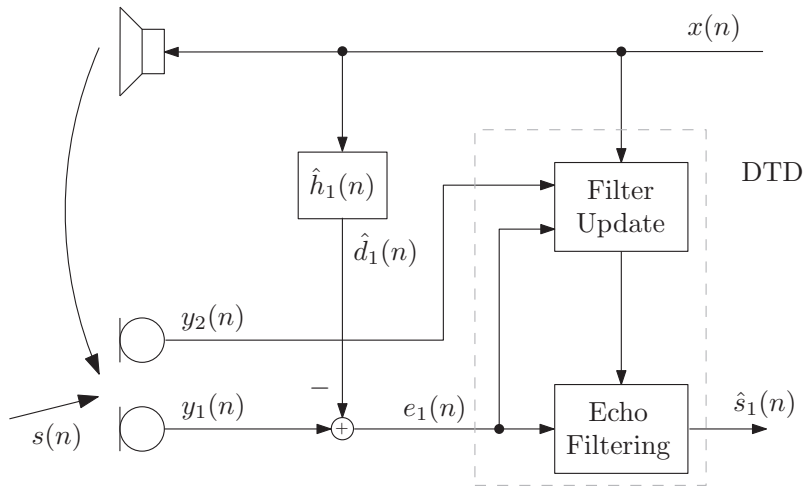 x(n)
DTD
ĥ₁(n)
Filter
Update
d̂₁(n)
y₂(n)
−
y₁(n)
+
e₁(n)
s(n)
Echo
Filtering
ŝ₁(n)